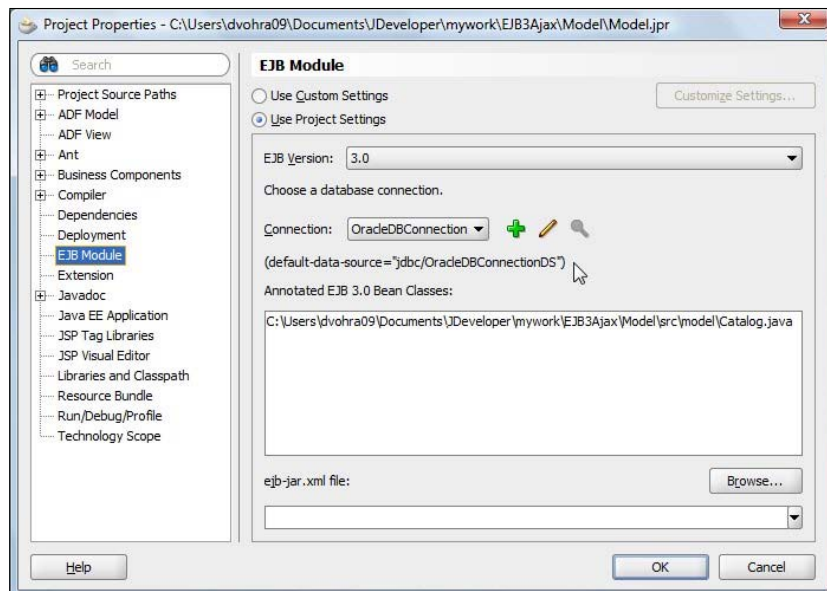 Project Properties - C:\Users\dvohra09\Documents\JDeveloper\mywork\EJB3Ajax\Model\Model.jpr
Search
Project Source Paths
ADF Model
ADF View
Ant
Business Components
Compiler
Dependencies
Deployment
EJB Module
Extension
Javadoc
Java EE Application
JSP Tag Libraries
JSP Visual Editor
Libraries and Classpath
Resource Bundle
Run/Debug/Profile
Technology Scope
EJB Module
Use Custom Settings
Customize Settings...
Use Project Settings
EJB Version: 3.0
Choose a database connection.
Connection: OracleDBConnection
(default-data-source="jdbc/OracleDBConnectionDS")
Annotated EJB 3.0 Bean Classes:
C:\Users\dvohra09\Documents\JDeveloper\mywork\EJB3Ajax\Model\src\model\Catalog.java
ejb-jar.xml file:
Browse...
Help
OK
Cancel